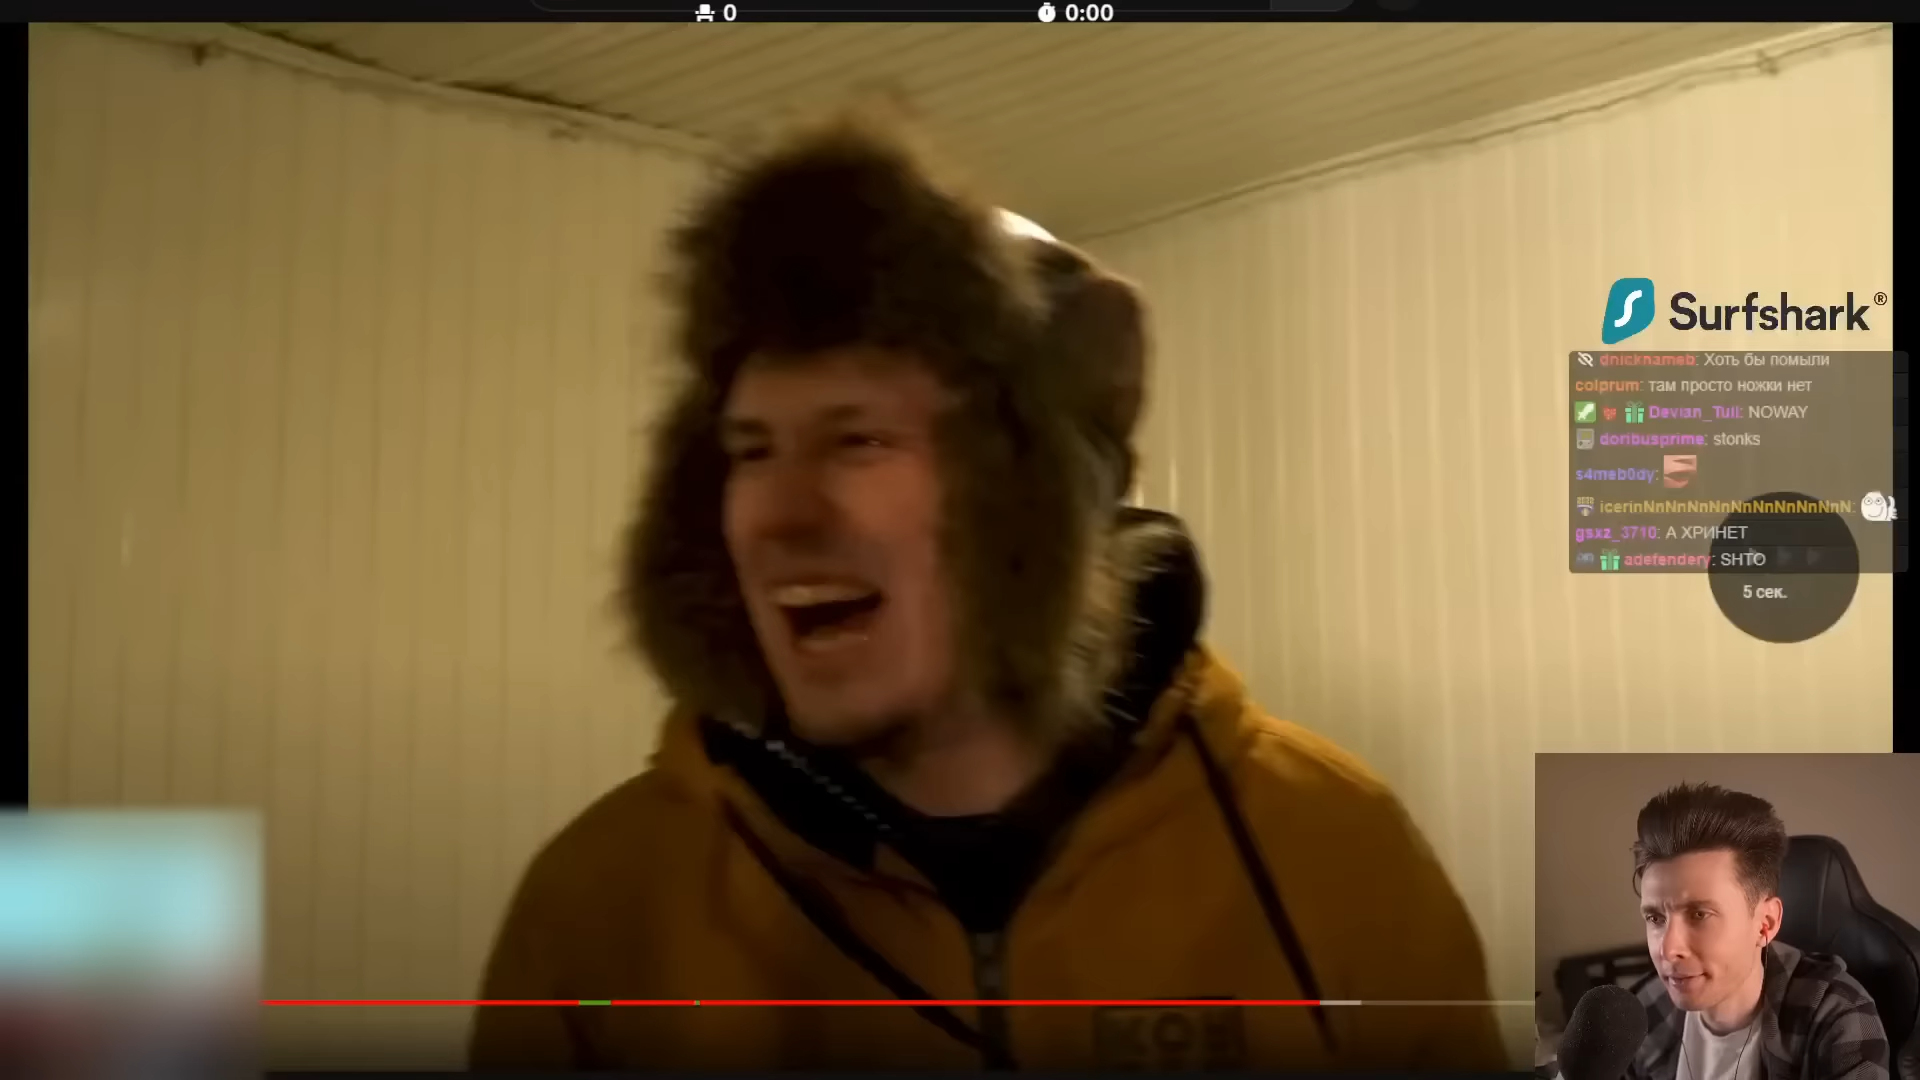 0
0:00
Surfshark®
dnicknameb: Хоть бы помыли
colprum: там просто ножки нет
Devian_Tull: NOWAY
doribusprime: stonks
s4meb0dy:
icerinNnNnNnNnNnNnNnNnNnN:
gsxz_3710: А ХРИНЕТ
adefendery: SHTO
5 сек.